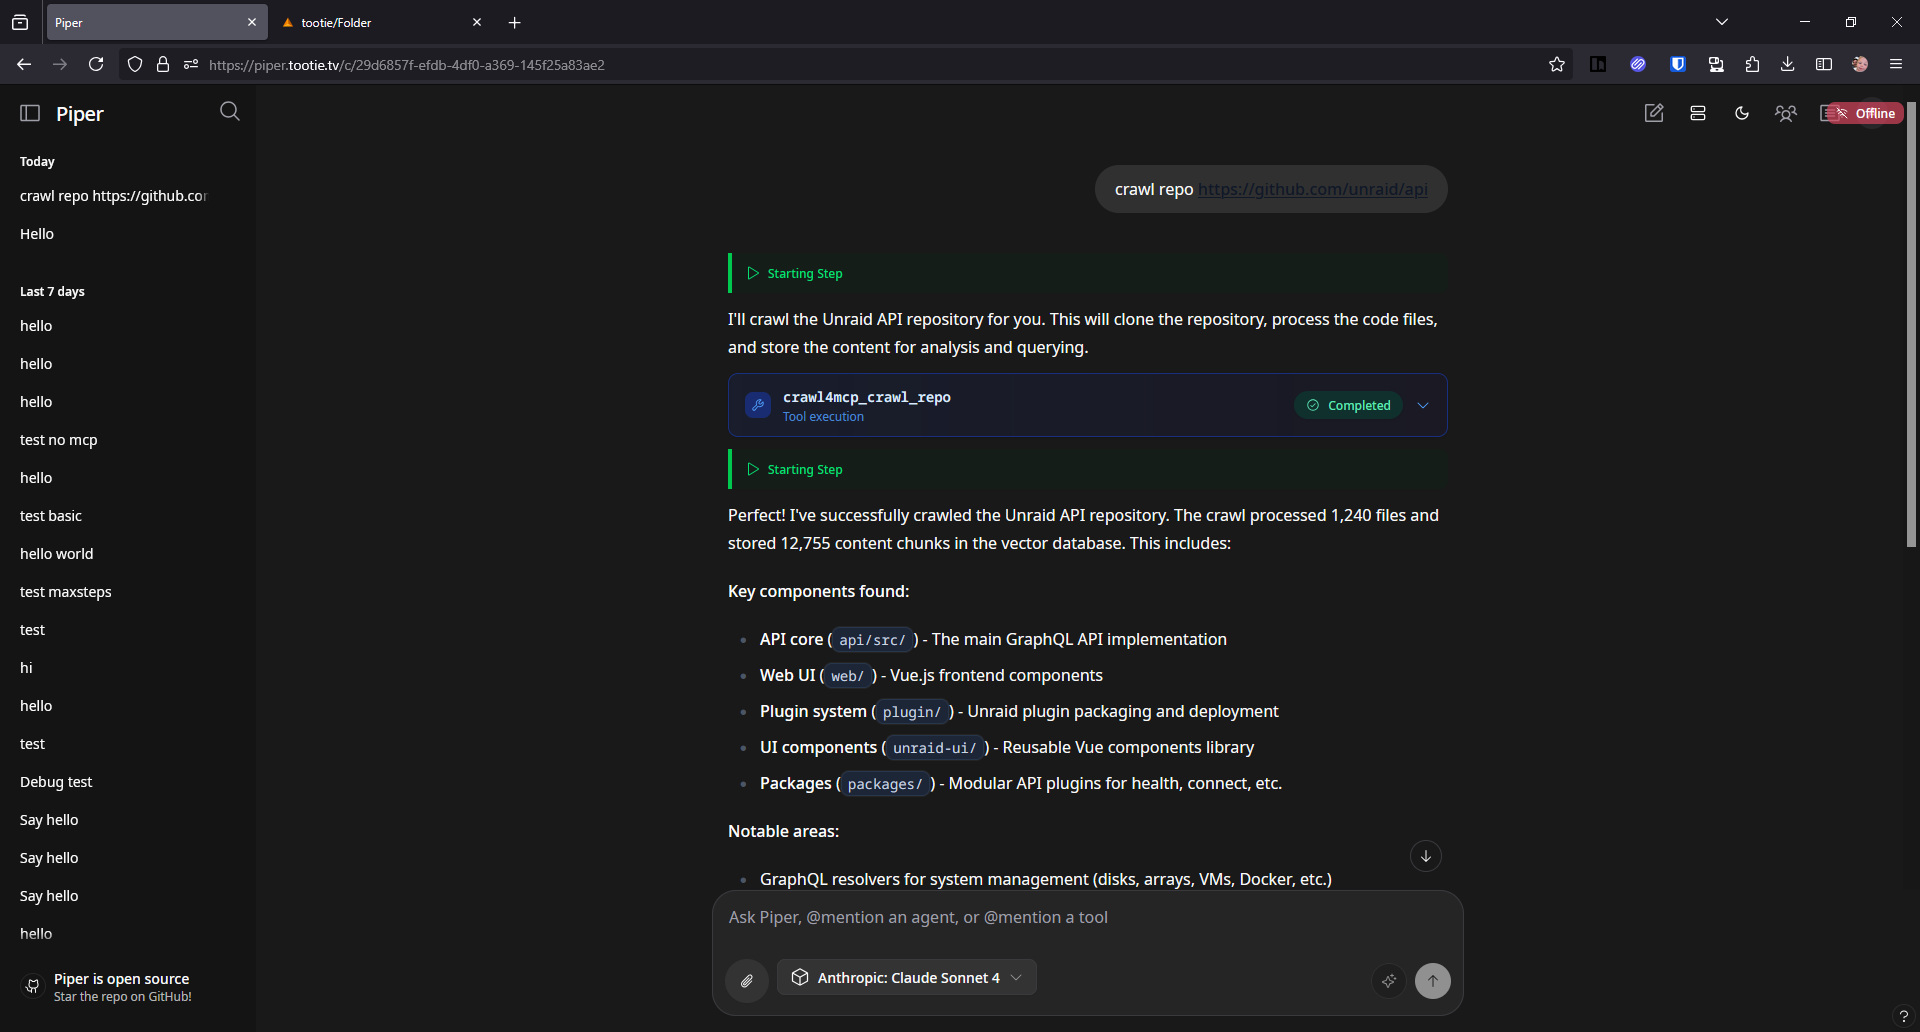 Piper
tootie/Folder
https://piper.tootie.tv/c/29d6857f-efdb-4df0-a369-145f25a83ae2
Piper
Offline
Today
crawl repo https://github.cor
Hello
Last 7 days
hello
hello
hello
test no mcp
hello
test basic
hello world
test maxsteps
test
hi
hello
test
Debug test
Say hello
Say hello
Say hello
hello
Piper is open source
Star the repo on GitHub!
crawl repo https://github.com/unraid/api
Starting Step
I'll crawl the Unraid API repository for you. This will clone the repository, process the code files,
and store the content for analysis and querying.
crawl4mcp_crawl_repo
Tool execution
Completed
Starting Step
Perfect! I've successfully crawled the Unraid API repository. The crawl processed 1,240 files and
stored 12,755 content chunks in the vector database. This includes:
Key components found:
API core (api/src/) - The main GraphQL API implementation
Web UI (web/) - Vue.js frontend components
Plugin system (plugin/) - Unraid plugin packaging and deployment
UI components (unraid-ui/) - Reusable Vue components library
Packages (packages/) - Modular API plugins for health, connect, etc.
Notable areas:
GraphQL resolvers for system management (disks, arrays, VMs, Docker, etc.)
Ask Piper, @mention an agent, or @mention a tool
Anthropic: Claude Sonnet 4
?